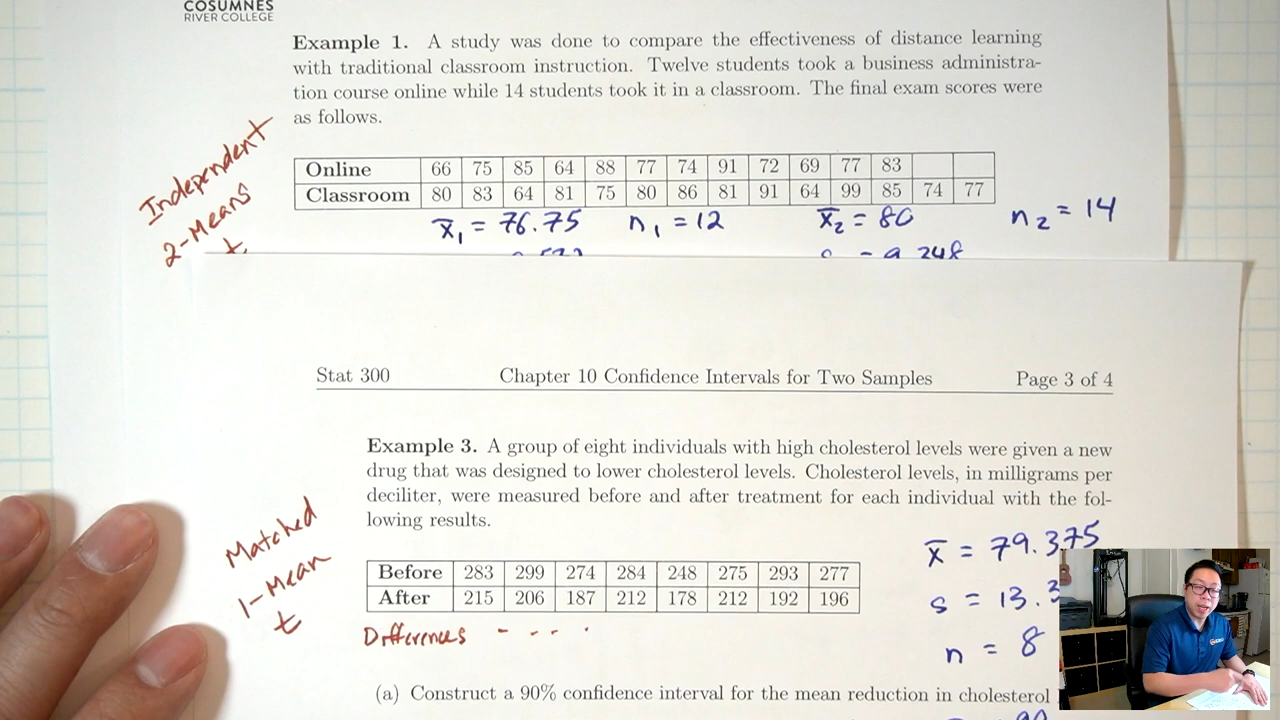 COSUMNES
RIVER COLLEGE
Example 1. A study was done to compare the effectiveness of distance learning
with traditional classroom instruction. Twelve students took a business administra-
tion course online while 14 students took it in a classroom. The final exam scores were
as follows.
Independent
2-Means
t
Online 66 75 85 64 88 77 74 91 72 69 77 83
Classroom 80 83 64 81 75 80 86 81 91 64 99 85 74 77
x̄₁ = 76.75 n₁ = 12 x̄₂ = 80 n₂ = 14
Stat 300 Chapter 10 Confidence Intervals for Two Samples Page 3 of 4
Example 3. A group of eight individuals with high cholesterol levels were given a new
drug that was designed to lower cholesterol levels. Cholesterol levels, in milligrams per
deciliter, were measured before and after treatment for each individual with the fol-
lowing results.
Matched
1-Mean
t
Before 283 299 274 284 248 275 293 277
After 215 206 187 212 178 212 192 196
Differences - - - ·
x̄ = 79.375
s = 13.3
n = 8
(a) Construct a 90% confidence interval for the mean reduction in cholesterol